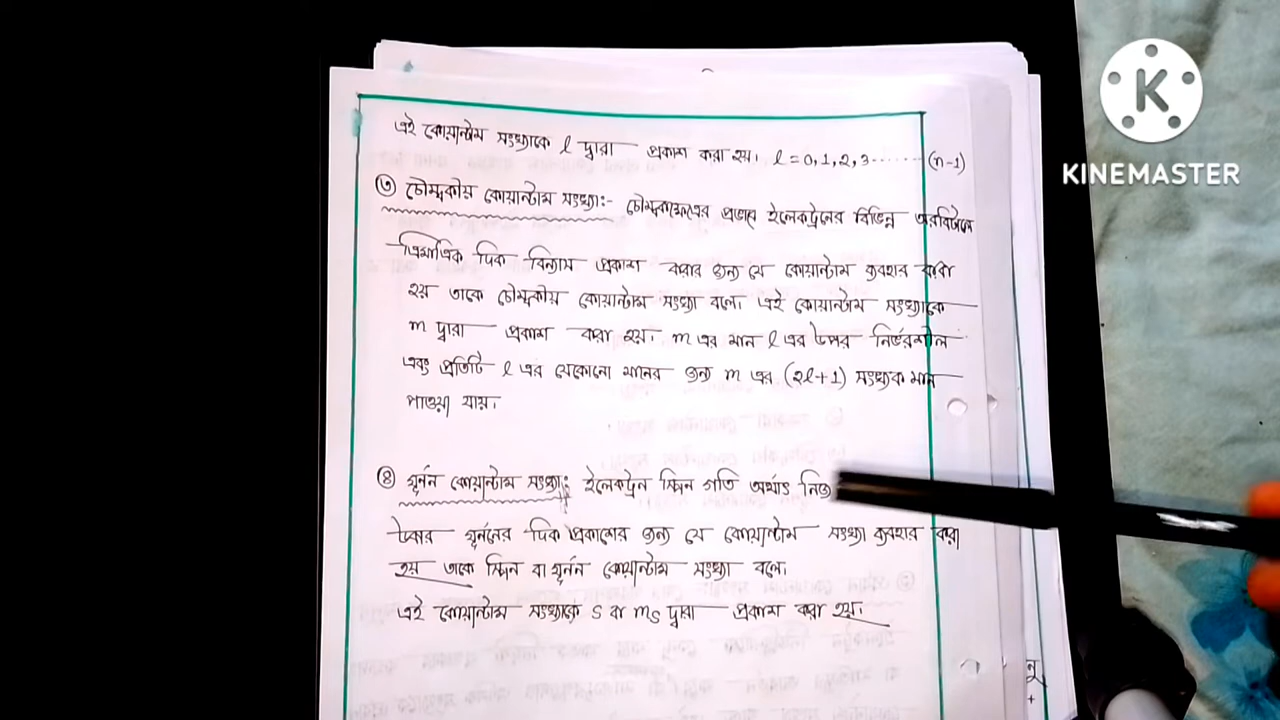 এই কোয়ান্টাম সংখ্যাকে l দ্বারা প্রকাশ করা হয়। l = 0, 1, 2, 3 ....... (n-1)
৩ চৌম্বকীয় কোয়ান্টাম সংখ্যা:- চৌম্বকক্ষেত্রের প্রভাবে ইলেকট্রনের বিভিন্ন অরবিটালে
ত্রিমাত্রিক দিক বিন্যাস প্রকাশ করার জন্য যে কোয়ান্টাম ব্যবহার করা
হয় তাকে চৌম্বকীয় কোয়ান্টাম সংখ্যা বলে। এই কোয়ান্টাম সংখ্যাকে
m দ্বারা প্রকাশ করা হয়। m এর মান l এর উপর নির্ভরশীল
এবং প্রতিটি l এর যেকোনো মানের জন্য m এর (2l+1) সংখ্যক মান
পাওয়া যায়।
৪ ঘূর্নন কোয়ান্টাম সংখ্যা: ইলেকট্রন স্পিন গতি অর্থাৎ
উপর ঘূর্ননের দিক প্রকাশের জন্য যে কোয়ান্টাম সংখ্যা ব্যবহার করা
হয় তাকে স্পিন বা ঘূর্নন কোয়ান্টাম সংখ্যা বলে।
এই কোয়ান্টাম সংখ্যাকে s বা ms দ্বারা প্রকাশ করা হয়।
KINEMASTER